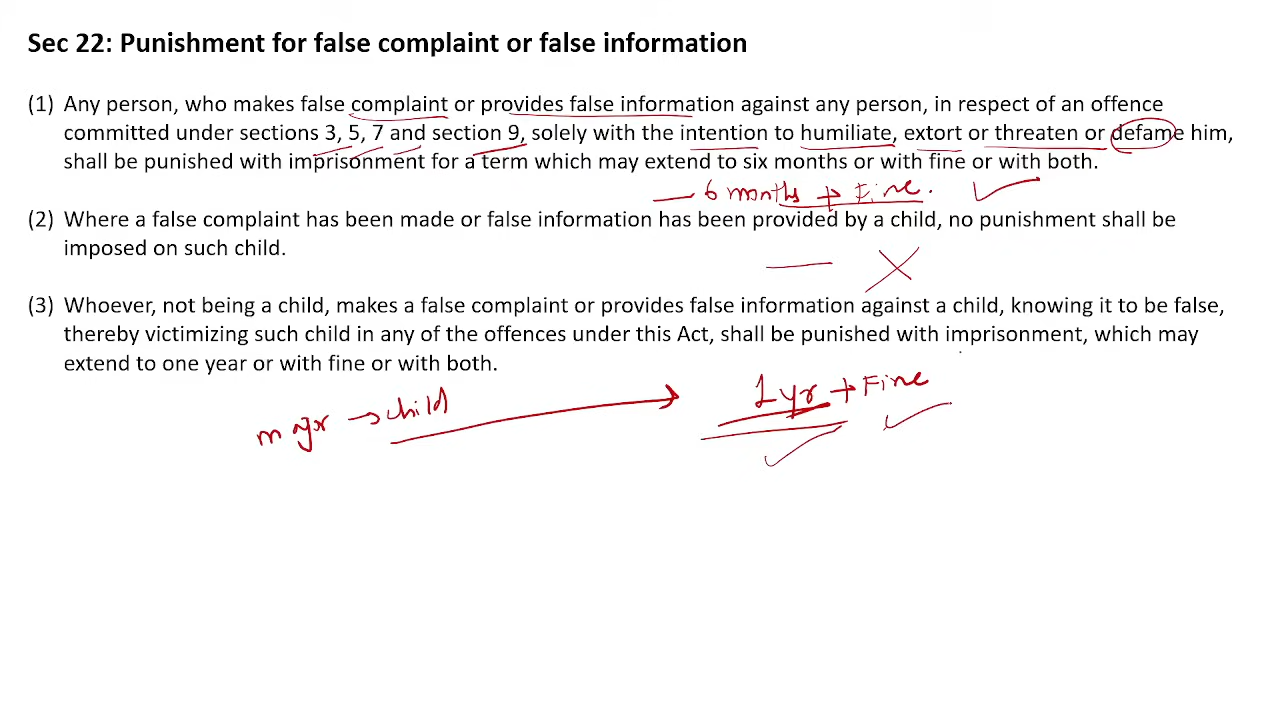 Sec 22: Punishment for false complaint or false information
(1) Any person, who makes false complaint or provides false information against any person, in respect of an offence
committed under sections 3, 5, 7 and section 9, solely with the intention to humiliate, extort or threaten or defame him,
shall be punished with imprisonment for a term which may extend to six months or with fine or with both.
— 6 months + Fine.
(2) Where a false complaint has been made or false information has been provided by a child, no punishment shall be
imposed on such child.
(3) Whoever, not being a child, makes a false complaint or provides false information against a child, knowing it to be false,
thereby victimizing such child in any of the offences under this Act, shall be punished with imprisonment, which may
extend to one year or with fine or with both.
major → child → 1 yr + Fine